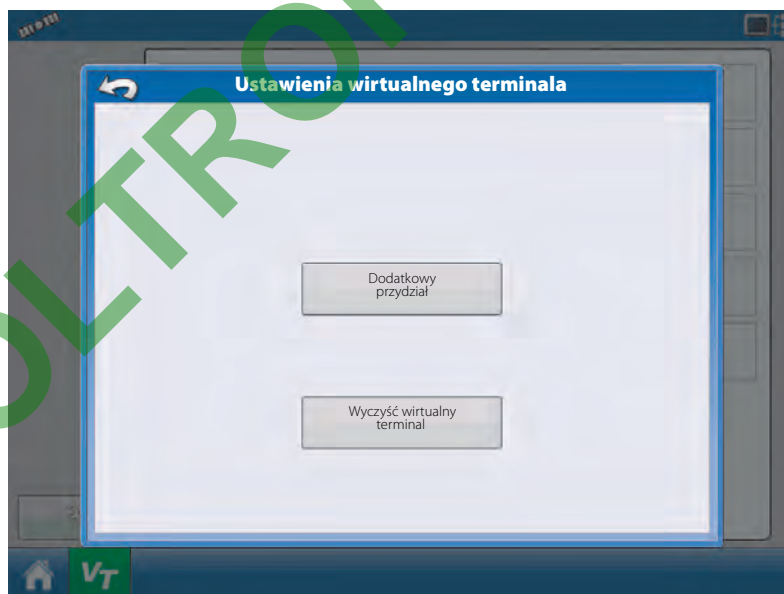 Ustawienia wirtualnego terminala
Dodatkowy
przydział
Wyczyść wirtualny
terminal
VT